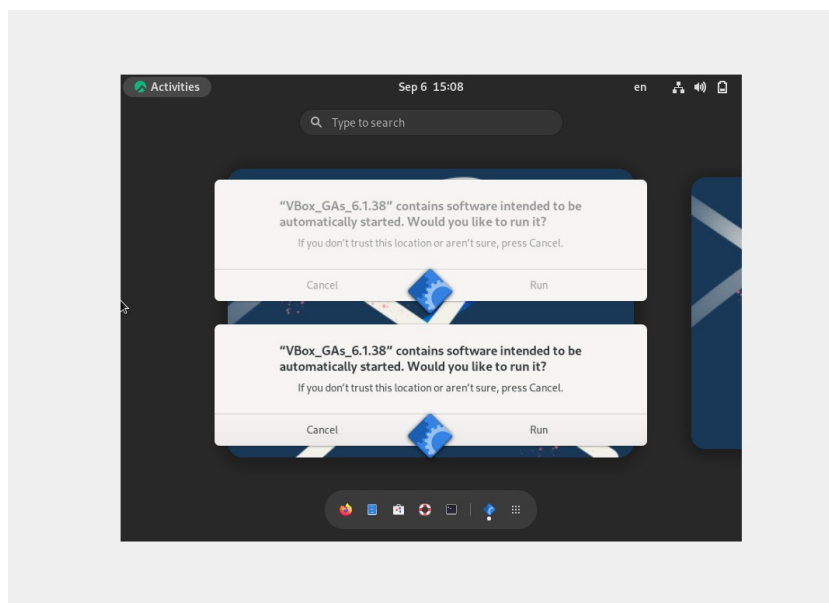 Activities
Sep 6 15:08
en
Type to search
“VBox_GAs_6.1.38” contains software intended to be
automatically started. Would you like to run it?
If you don't trust this location or aren't sure, press Cancel.
Cancel
Run
“VBox_GAs_6.1.38” contains software intended to be
automatically started. Would you like to run it?
If you don't trust this location or aren't sure, press Cancel.
Cancel
Run